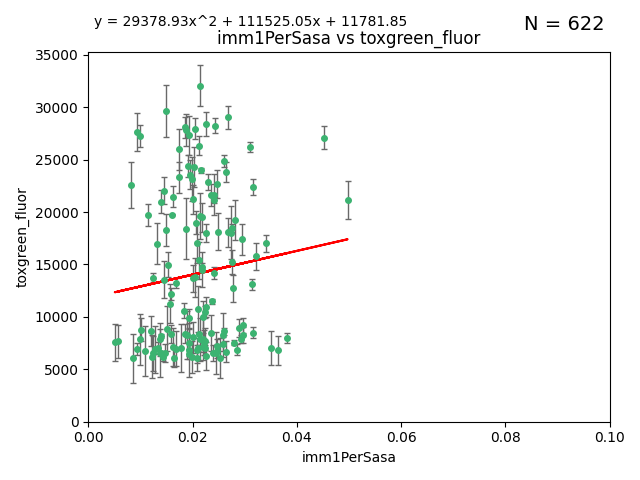 y = 29378.93x^2 + 111525.05x + 11781.85
N = 622
imm1PerSasa vs toxgreen_fluor
35000
30000
25000
20000
15000
10000
5000
0
toxgreen_fluor
0.00 0.02 0.04 0.06 0.08 0.10
imm1PerSasa